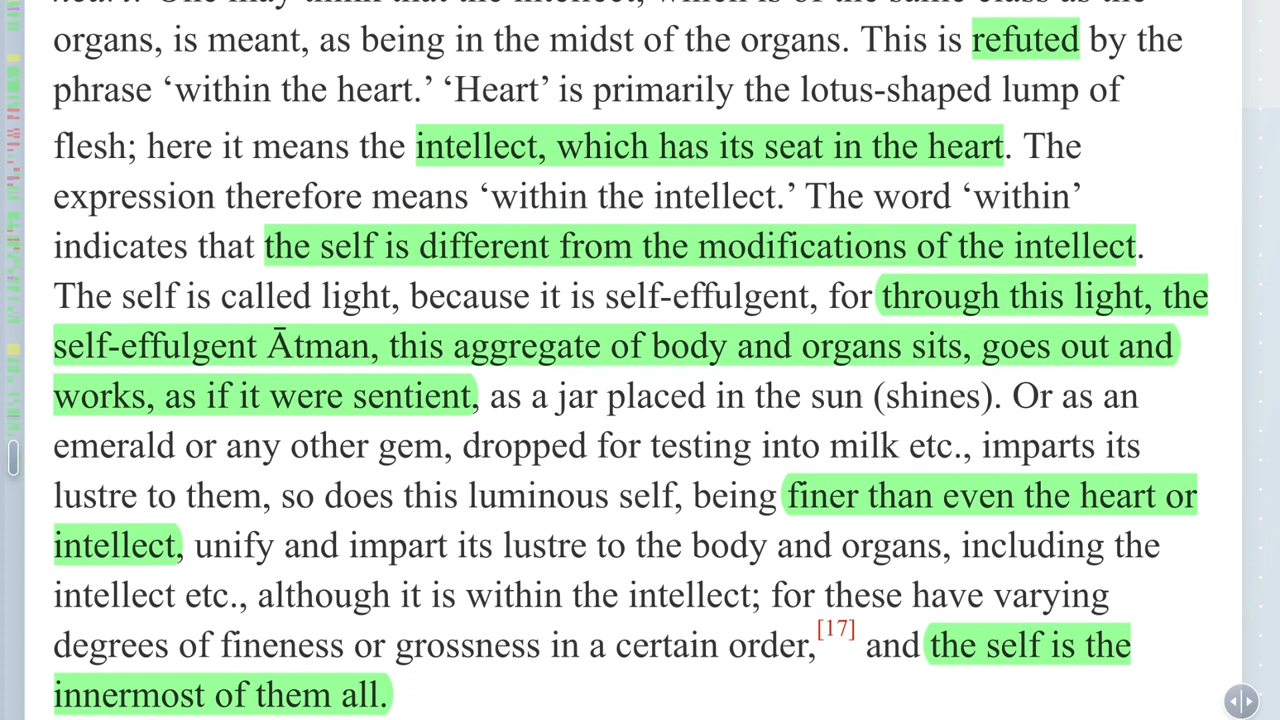 organs, is meant, as being in the midst of the organs. This is refuted by the
phrase ‘within the heart.’ ‘Heart’ is primarily the lotus-shaped lump of
flesh; here it means the intellect, which has its seat in the heart. The
expression therefore means ‘within the intellect.’ The word ‘within’
indicates that the self is different from the modifications of the intellect.
The self is called light, because it is self-effulgent, for through this light, the
self-effulgent Ātman, this aggregate of body and organs sits, goes out and
works, as if it were sentient, as a jar placed in the sun (shines). Or as an
emerald or any other gem, dropped for testing into milk etc., imparts its
lustre to them, so does this luminous self, being finer than even the heart or
intellect, unify and impart its lustre to the body and organs, including the
intellect etc., although it is within the intellect; for these have varying
degrees of fineness or grossness in a certain order,[17] and the self is the
innermost of them all.